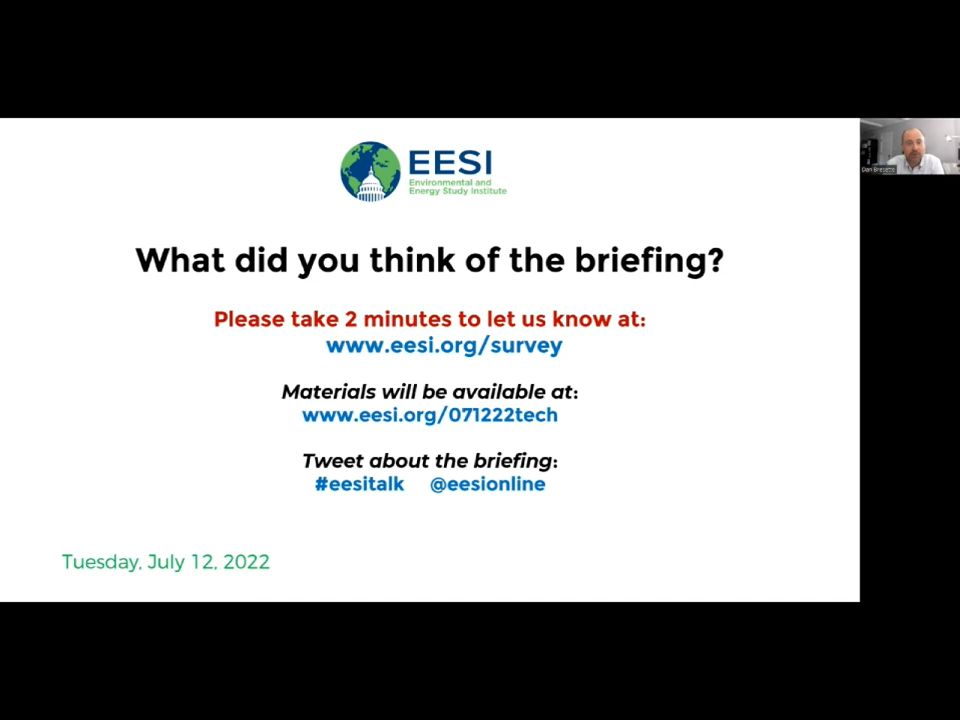 EESI
Environmental and
Energy Study Institute
What did you think of the briefing?
Please take 2 minutes to let us know at:
www.eesi.org/survey
Materials will be available at:
www.eesi.org/071222tech
Tweet about the briefing:
#eesitalk @eesionline
Tuesday, July 12, 2022
Dan Bresette